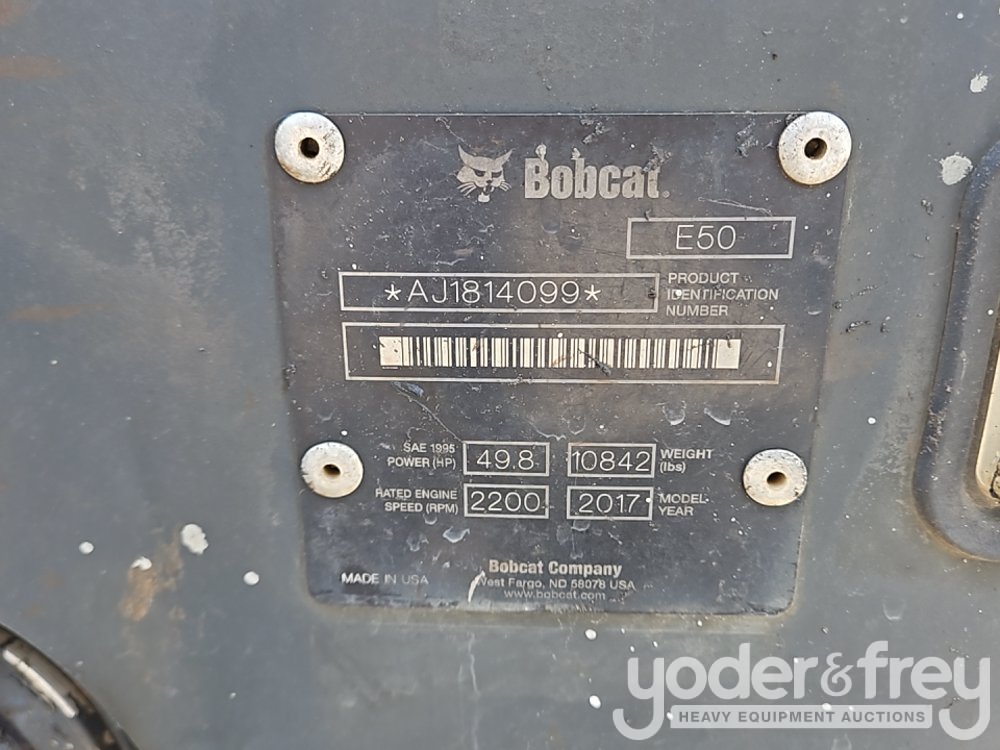 Bobcat.
E50
*AJ1814099*
PRODUCT
IDENTIFICATION
NUMBER
SAE 1995
POWER (HP)
49.8
10842
WEIGHT
(lbs)
RATED ENGINE
SPEED (RPM)
2200
2017
MODEL
YEAR
Bobcat Company
MADE IN USA
West Fargo, ND 58078 USA
www.bobcat.com
yoder&frey
HEAVY EQUIPMENT AUCTIONS